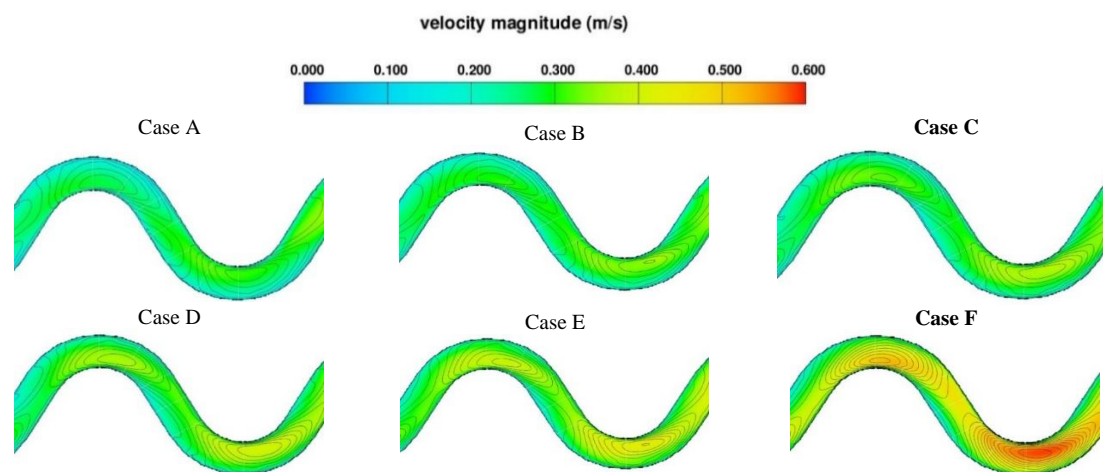 velocity magnitude (m/s)
0.000 0.100 0.200 0.300 0.400 0.500 0.600
Case A
Case B
Case C
Case D
Case E
Case F